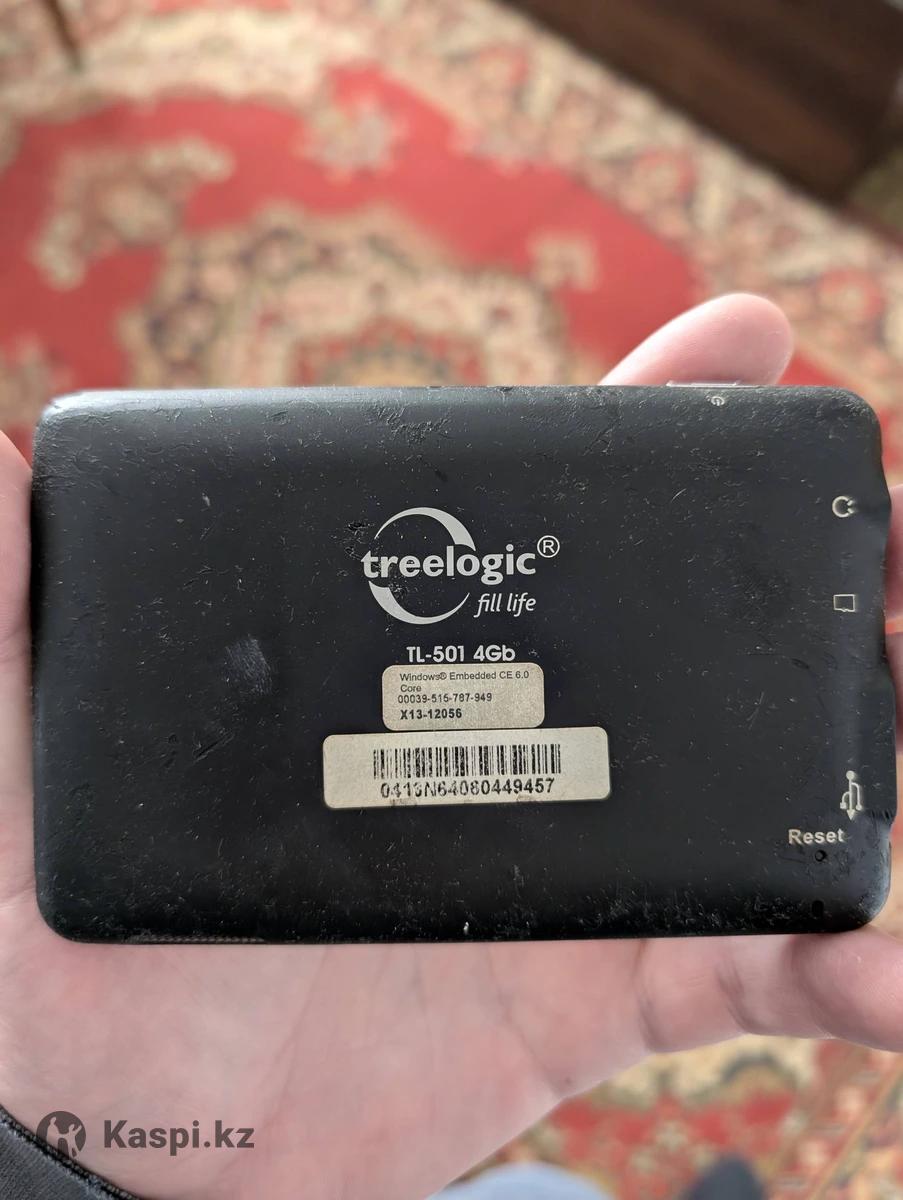 treelogic®
fill life
TL-501 4Gb
Windows® Embedded CE 6.0
Core
00039-515-787-949
X13-12056
0413N64080449457
Reset
Kaspi.kz